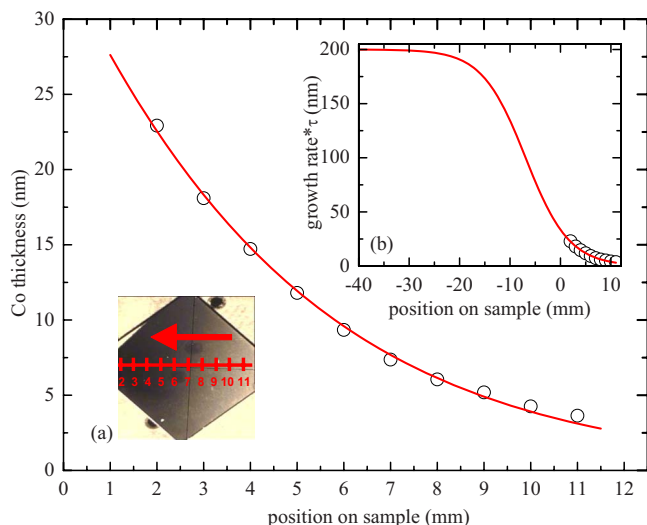 Co thickness (nm)
30
25
20
15
10
5
0
0 1 2 3 4 5 6 7 8 9 10 11 12
position on sample (mm)
(a)
2 3 4 5 6 7 8 9 10 11
growth rate*τ (nm)
200
150
100
50
0
-40 -30 -20 -10 0 10
position on sample (mm)
(b)